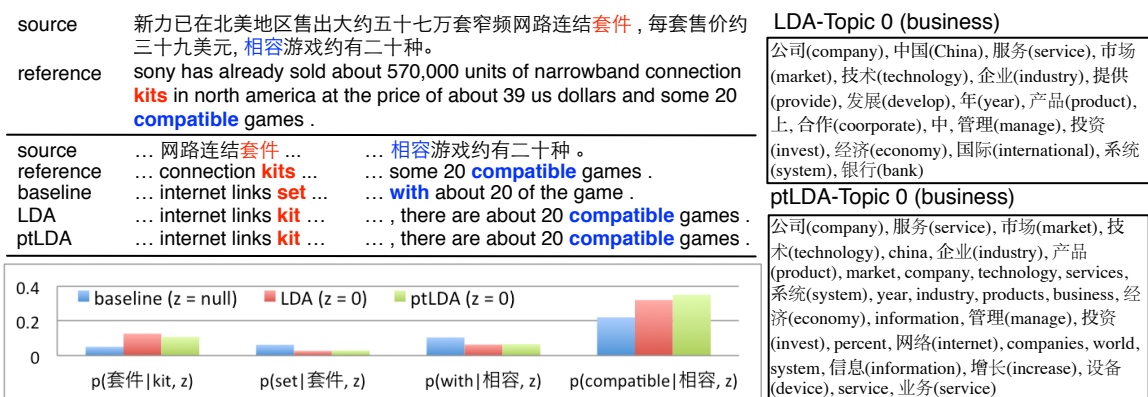 source 新力已在北美地区售出大约五十七万套窄频网路连结套件 , 每套售价约
三十九美元, 相容游戏约有二十种。
reference sony has already sold about 570,000 units of narrowband connection
kits in north america at the price of about 39 us dollars and some 20
compatible games .
source … 网路连结套件 … … 相容游戏约有二十种 。
reference … connection kits ... … some 20 compatible games .
baseline … internet links set ... … with about 20 of the game .
LDA … internet links kit … … , there are about 20 compatible games .
ptLDA … internet links kit … … , there are about 20 compatible games .
0.4
baseline (z = null) LDA (z = 0) ptLDA (z = 0)
0.2
0
p(套件|kit, z) p(set|套件, z) p(with|相容, z) p(compatible|相容, z)
LDA-Topic 0 (business)
公司(company), 中国(China), 服务(service), 市场
(market), 技术(technology), 企业(industry), 提供
(provide), 发展(develop), 年(year), 产品(product),
上, 合作(coorporate), 中, 管理(manage), 投资
(invest), 经济(economy), 国际(international), 系统
(system), 银行(bank)
ptLDA-Topic 0 (business)
公司(company), 服务(service), 市场(market), 技
术(technology), china, 企业(industry), 产品
(product), market, company, technology, services,
系统(system), year, industry, products, business, 经
济(economy), information, 管理(manage), 投资
(invest), percent, 网络(internet), companies, world,
system, 信息(information), 增长(increase), 设备
(device), service, 业务(service)